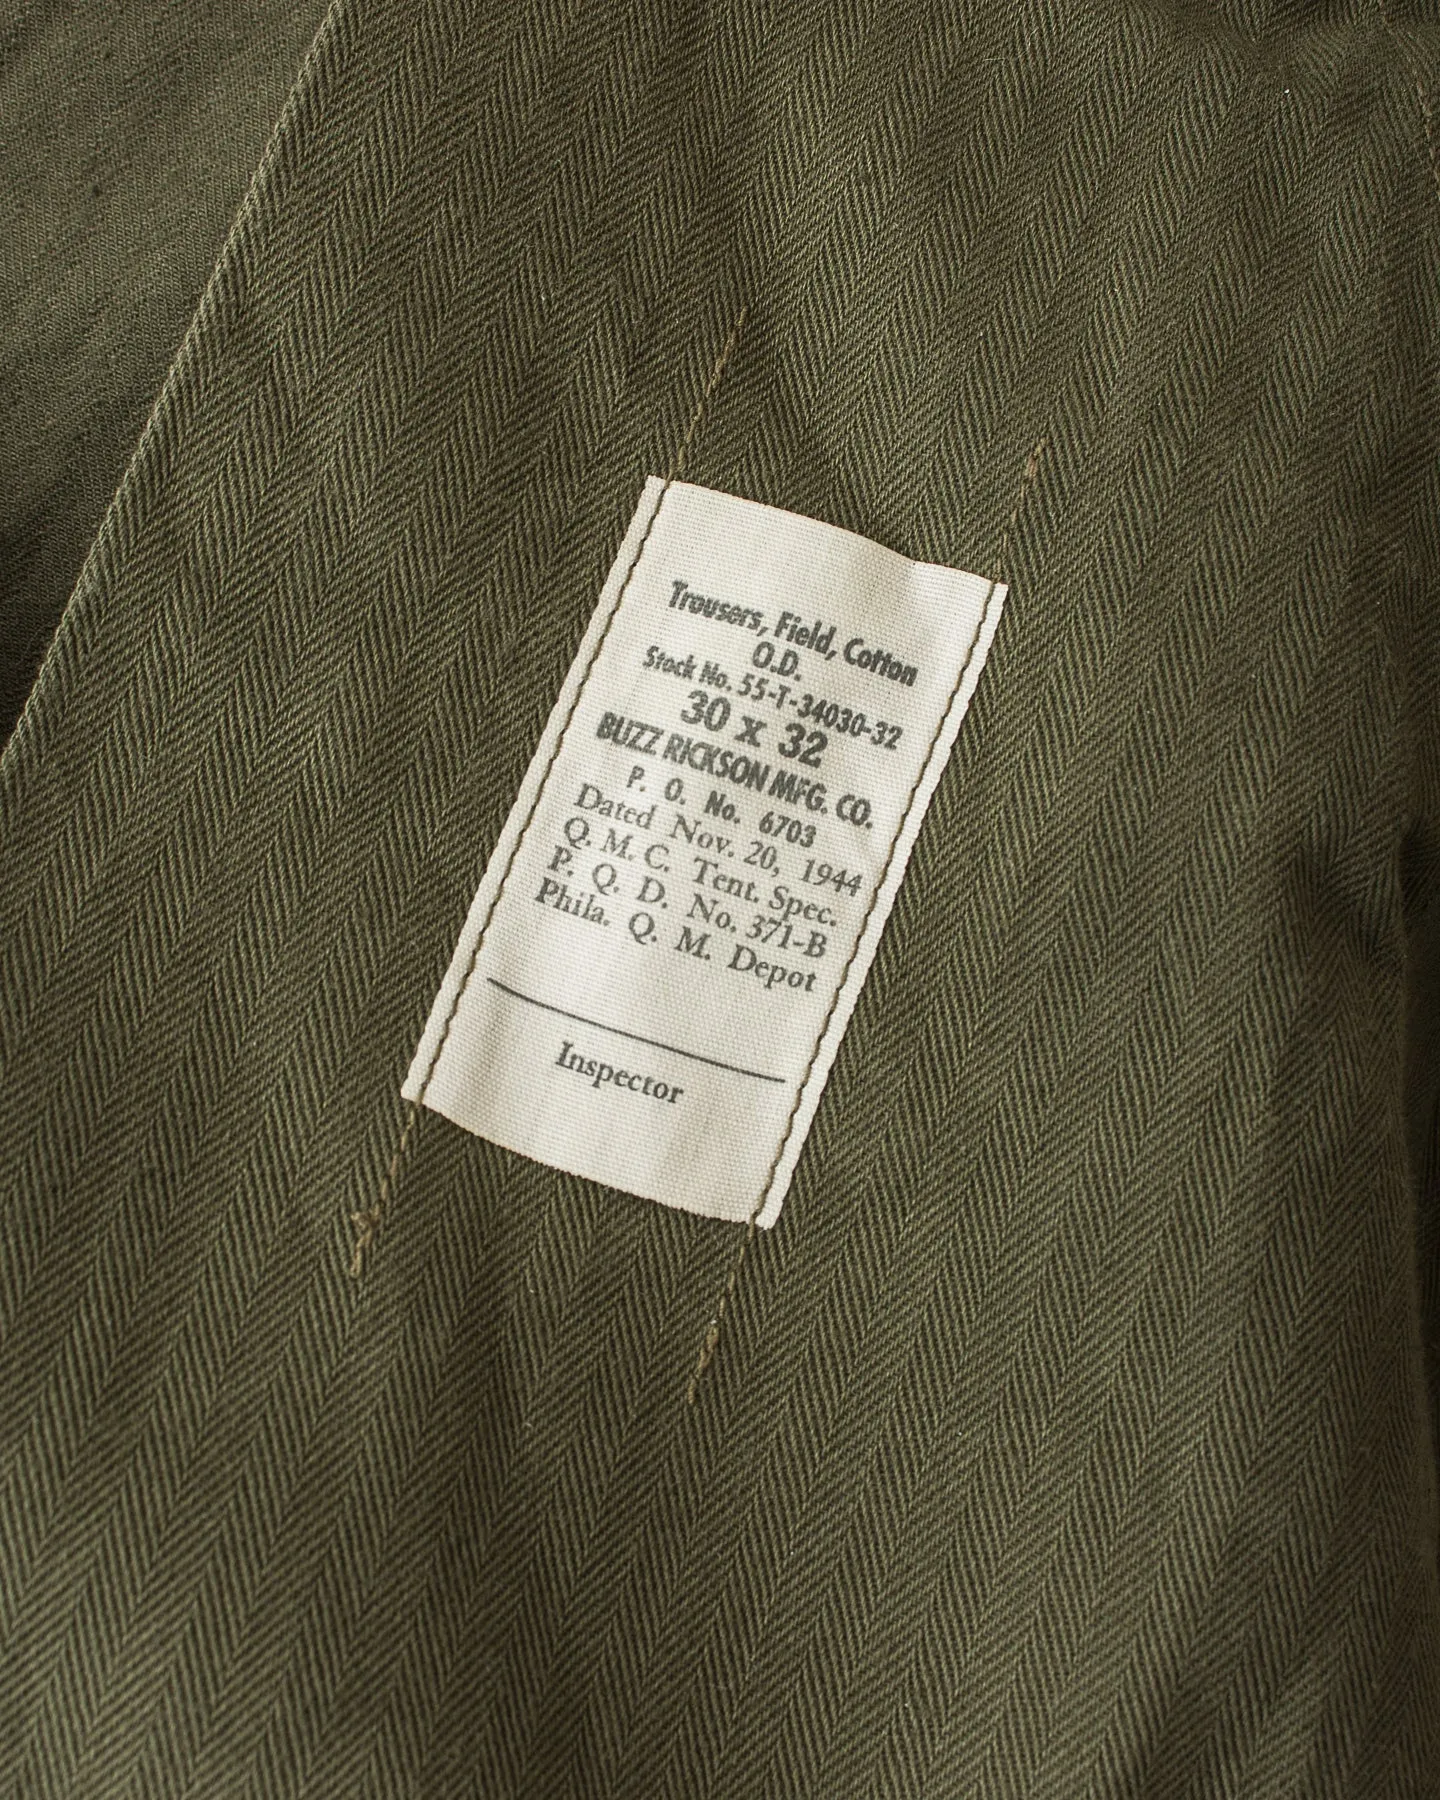 Trousers, Field, Cotton
O.D.
Stock No. 55-T-34030-32
30 x 32
BUZZ RICKSON MFG. CO.
P. O. No. 6703
Dated Nov. 20, 1944
Q. M. C. Tent. Spec.
P. Q. D. No. 371-B
Phila. Q. M. Depot
Inspector